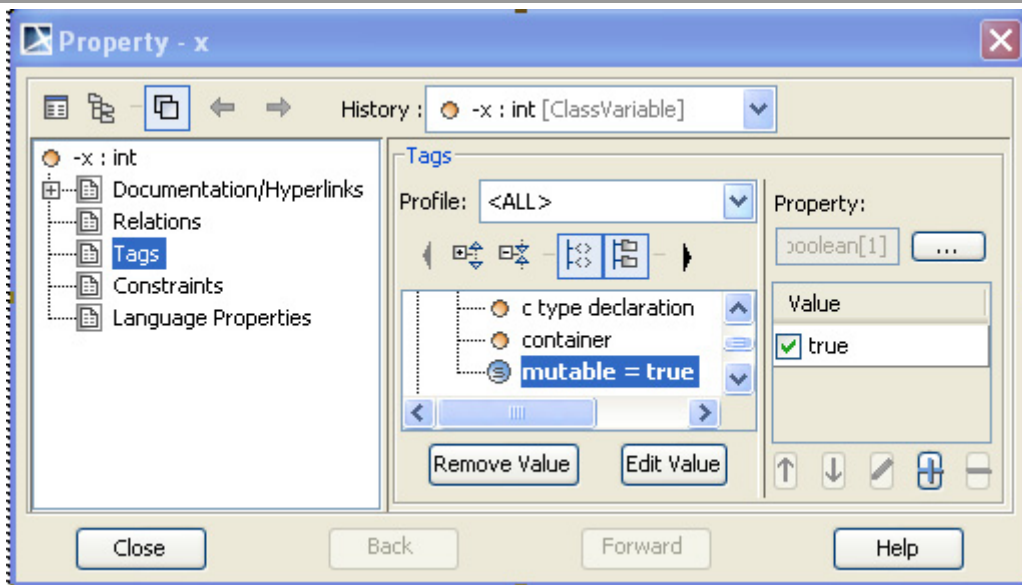 Property - x
History : -x : int [ClassVariable]
-x : int
Documentation/Hyperlinks
Relations
Tags
Constraints
Language Properties
Tags
Profile: <ALL>
c type declaration
container
mutable = true
Remove Value
Edit Value
Property:
boolean[1]
...
Value
true
Close
Back
Forward
Help